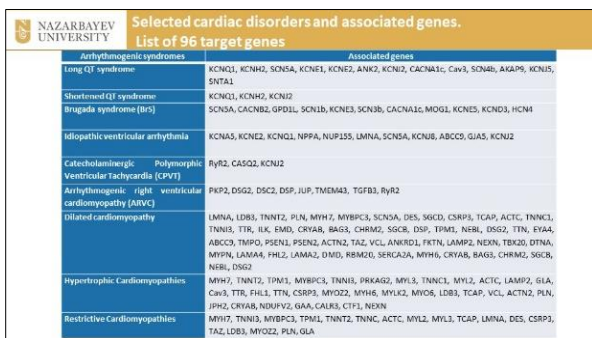 NAZARBAYEV
UNIVERSITY
Selected cardiac disorders and associated genes.
List of 96 target genes
Arrhythmogenic syndromes Associated genes
Long QT syndrome KCNQ1, KCNH2, SCN5A, KCNE1, KCNE2, ANK2, KCNJ2, CACNA1c, Cav3, SCN4b, AKAP9, KCNJ5,
SNTA1
Shortened QT syndrome KCNQ1, KCNH2, KCNJ2
Brugada syndrome (BrS) SCN5A, CACNB2, GPD1L, SCN1b, KCNE3, SCN3b, CACNA1c, MOG1, KCNE5, KCND3, HCN4
Idiopathic ventricular arrhythmia KCNA5, KCNE2, KCNQ1, NPPA, NUP155, LMNA, SCN5A, KCNJ8, ABCC9, GJA5, KCNJ2
Catecholaminergic Polymorphic RyR2, CASQ2, KCNJ2
Ventricular Tachycardia (CPVT)
Arrhythmogenic right ventricular PKP2, DSG2, DSC2, DSP, JUP, TMEM43, TGFB3, RyR2
cardiomyopathy (ARVC)
Dilated cardiomyopathy LMNA, LDB3, TNNT2, PLN, MYH7, MYBPC3, SCN5A, DES, SGCD, CSRP3, TCAP, ACTC, TNNC1,
TNNI3, TTR, ILK, EMD, CRYAB, BAG3, CHRM2, SGCB, DSP, TPM1, NEBL, DSG2, TTN, EYA4,
ABCC9, TMPO, PSEN1, PSEN2, ACTN2, TAZ, VCL, ANKRD1, FKTN, LAMP2, NEXN, TBX20, DTNA,
MYPN, LAMA4, FHL2, LAMA2, DMD, RBM20, SERCA2A, MYH6, CRYAB, BAG3, CHRM2, SGCB,
NEBL, DSG2
Hypertrophic Cardiomyopathies MYH7, TNNT2, TPM1, MYBPC3, TNNI3, PRKAG2, MYL3, TNNC1, MYL2, ACTC, LAMP2, GLA,
Cav3, TTR, FHL1, TTN, CSRP3, MYOZ2, MYH6, MYLK2, MYO6, LDB3, TCAP, VCL, ACTN2, PLN,
JPH2, CRYAB, NDUFV2, GAA, CALR3, CTF1, NEXN
Restrictive Cardiomyopathies MYH7, TNNI3, MYBPC3, TPM1, TNNT2, TNNC, ACTC, MYL2, MYL3, TCAP, LMNA, DES, CSRP3,
TAZ, LDB3, MYOZ2, PLN, GLA